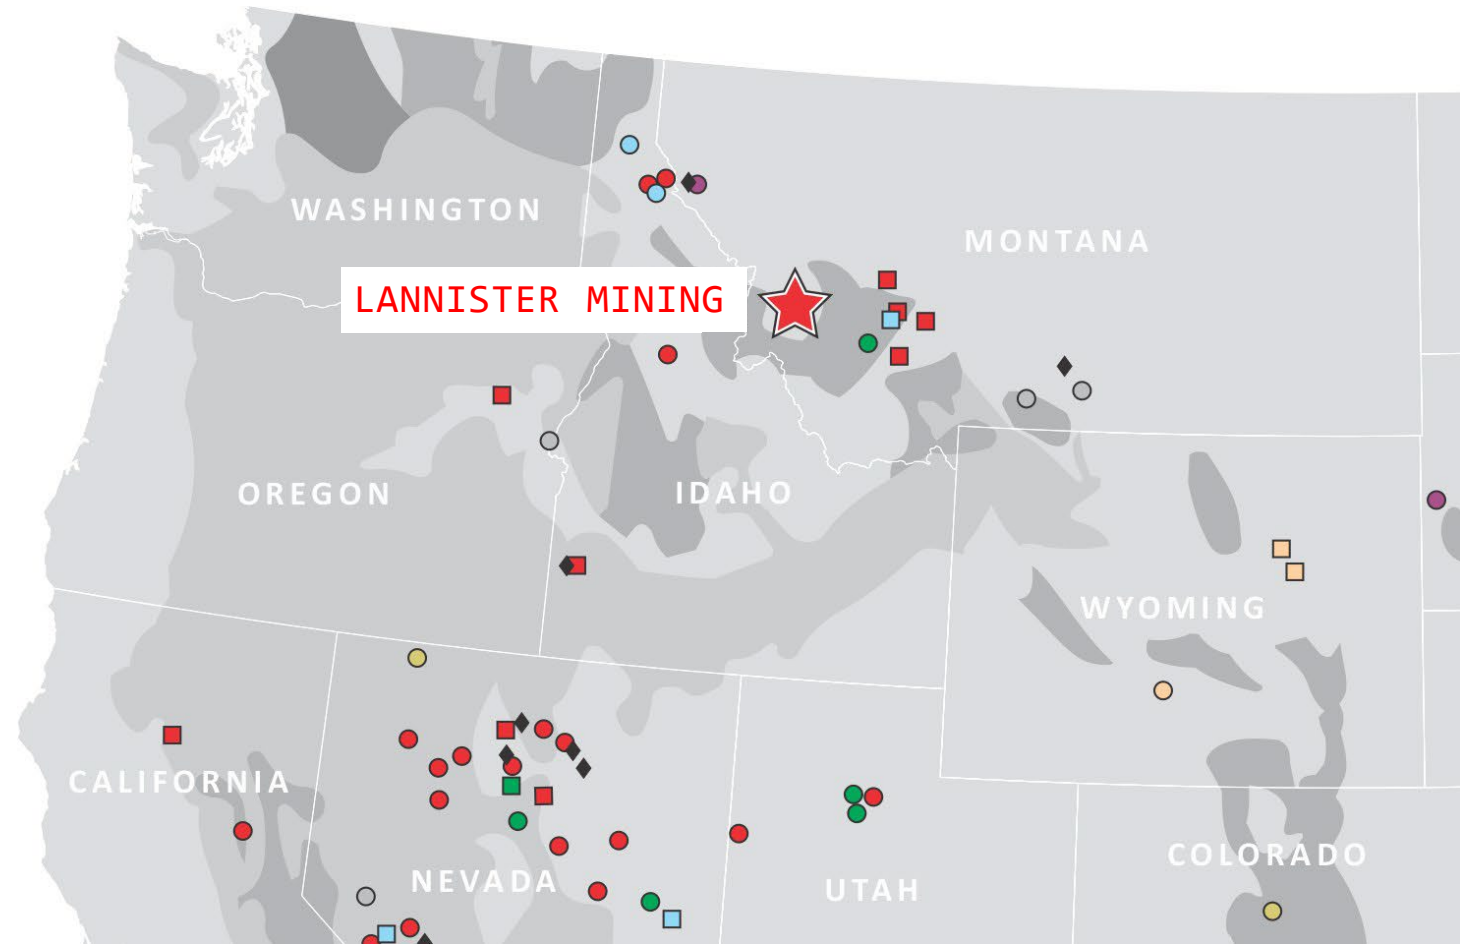 WASHINGTON
MONTANA
LANNISTER MINING
OREGON
IDAHO
WYOMING
CALIFORNIA
COLORADO
NEVADA
UTAH